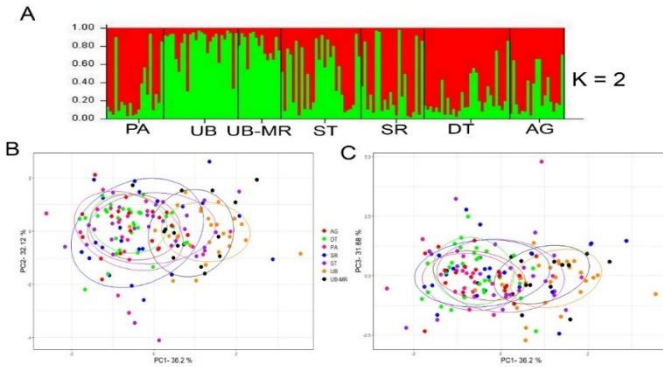 A
1.00
0.80
0.60
0.40
0.20
0.00
K = 2
PA UB UB-MR ST SR DT AG
B
C
PC2- 32.12 %
PC1- 36.2 %
AG
DT
PA
SR
ST
UB
UB-MR
PC3- 31.68 %
PC1- 36.2 %